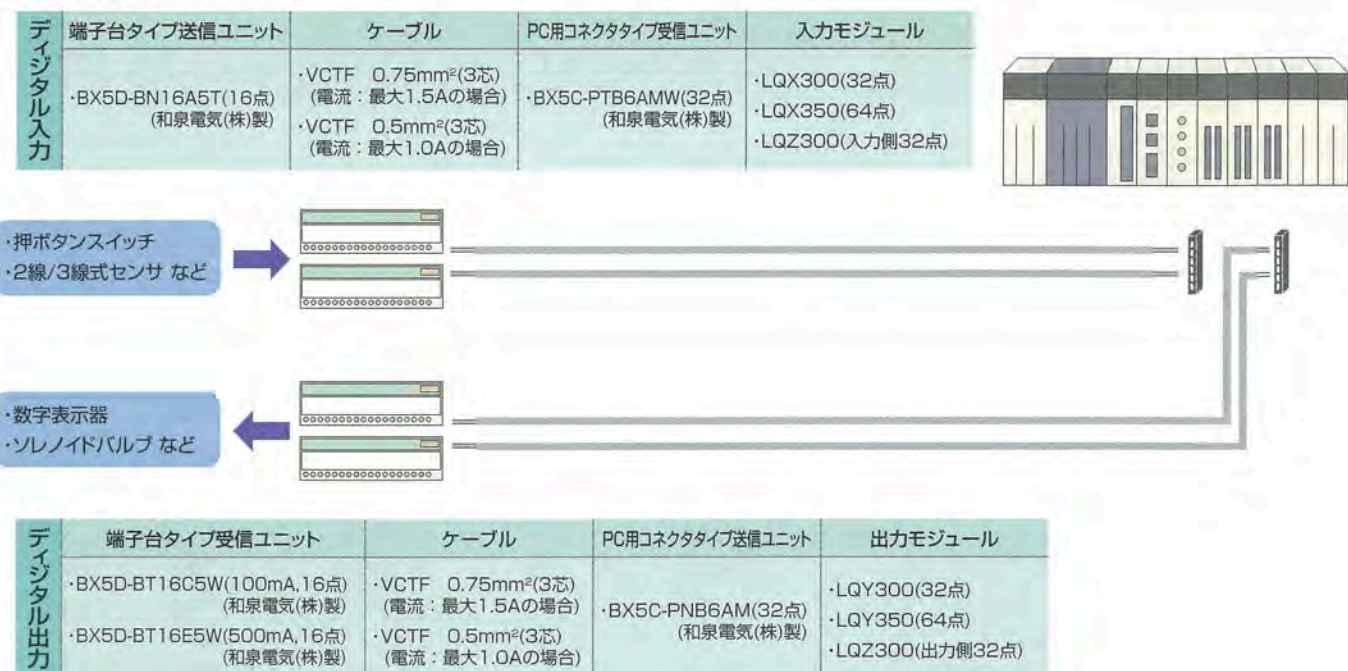 ディジタル入力
端子台タイプ送信ユニット
ケーブル
PC用コネクタタイプ受信ユニット
入力モジュール
・BX5D-BN16A5T(16点)
(和泉電気(株)製)
・VCTF 0.75mm²(3芯)
(電流：最大1.5Aの場合)
・VCTF 0.5mm²(3芯)
(電流：最大1.0Aの場合)
・BX5C-PTB6AMW(32点)
(和泉電気(株)製)
・LQX300(32点)
・LQX350(64点)
・LQZ300(入力側32点)
・押ボタンスイッチ
・2線/3線式センサ など
・数字表示器
・ソレノイドバルブ など
ディジタル出力
端子台タイプ受信ユニット
ケーブル
PC用コネクタタイプ送信ユニット
出力モジュール
・BX5D-BT16C5W(100mA,16点)
(和泉電気(株)製)
・BX5D-BT16E5W(500mA,16点)
(和泉電気(株)製)
・VCTF 0.75mm²(3芯)
(電流：最大1.5Aの場合)
・VCTF 0.5mm²(3芯)
(電流：最大1.0Aの場合)
・BX5C-PNB6AM(32点)
(和泉電気(株)製)
・LQY300(32点)
・LQY350(64点)
・LQZ300(出力側32点)